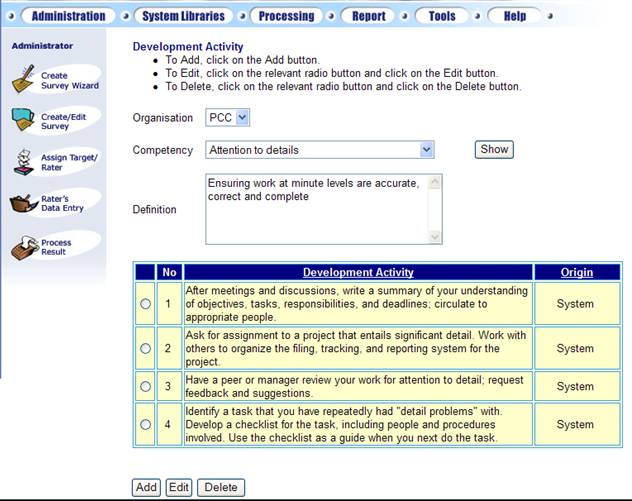 Administration System Libraries Processing Report Tools Help
Administrator
Create
Survey Wizard
Create/Edit
Survey
Assign Target/
Rater
Rater's
Data Entry
Process
Result
Development Activity
• To Add, click on the Add button.
• To Edit, click on the relevant radio button and click on the Edit button.
• To Delete, click on the relevant radio button and click on the Delete button.
Organisation PCC
Competency Attention to details Show
Definition
Ensuring work at minute levels are accurate,
correct and complete
No Development Activity Origin
1 After meetings and discussions, write a summary of your understanding
of objectives, tasks, responsibilities, and deadlines; circulate to
appropriate people.
System
2 Ask for assignment to a project that entails significant detail. Work with
others to organize the filing, tracking, and reporting system for the
project.
System
3 Have a peer or manager review your work for attention to detail; request
feedback and suggestions.
System
4 Identify a task that you have repeatedly had "detail problems" with.
Develop a checklist for the task, including people and procedures
involved. Use the checklist as a guide when you next do the task.
System
Add Edit Delete